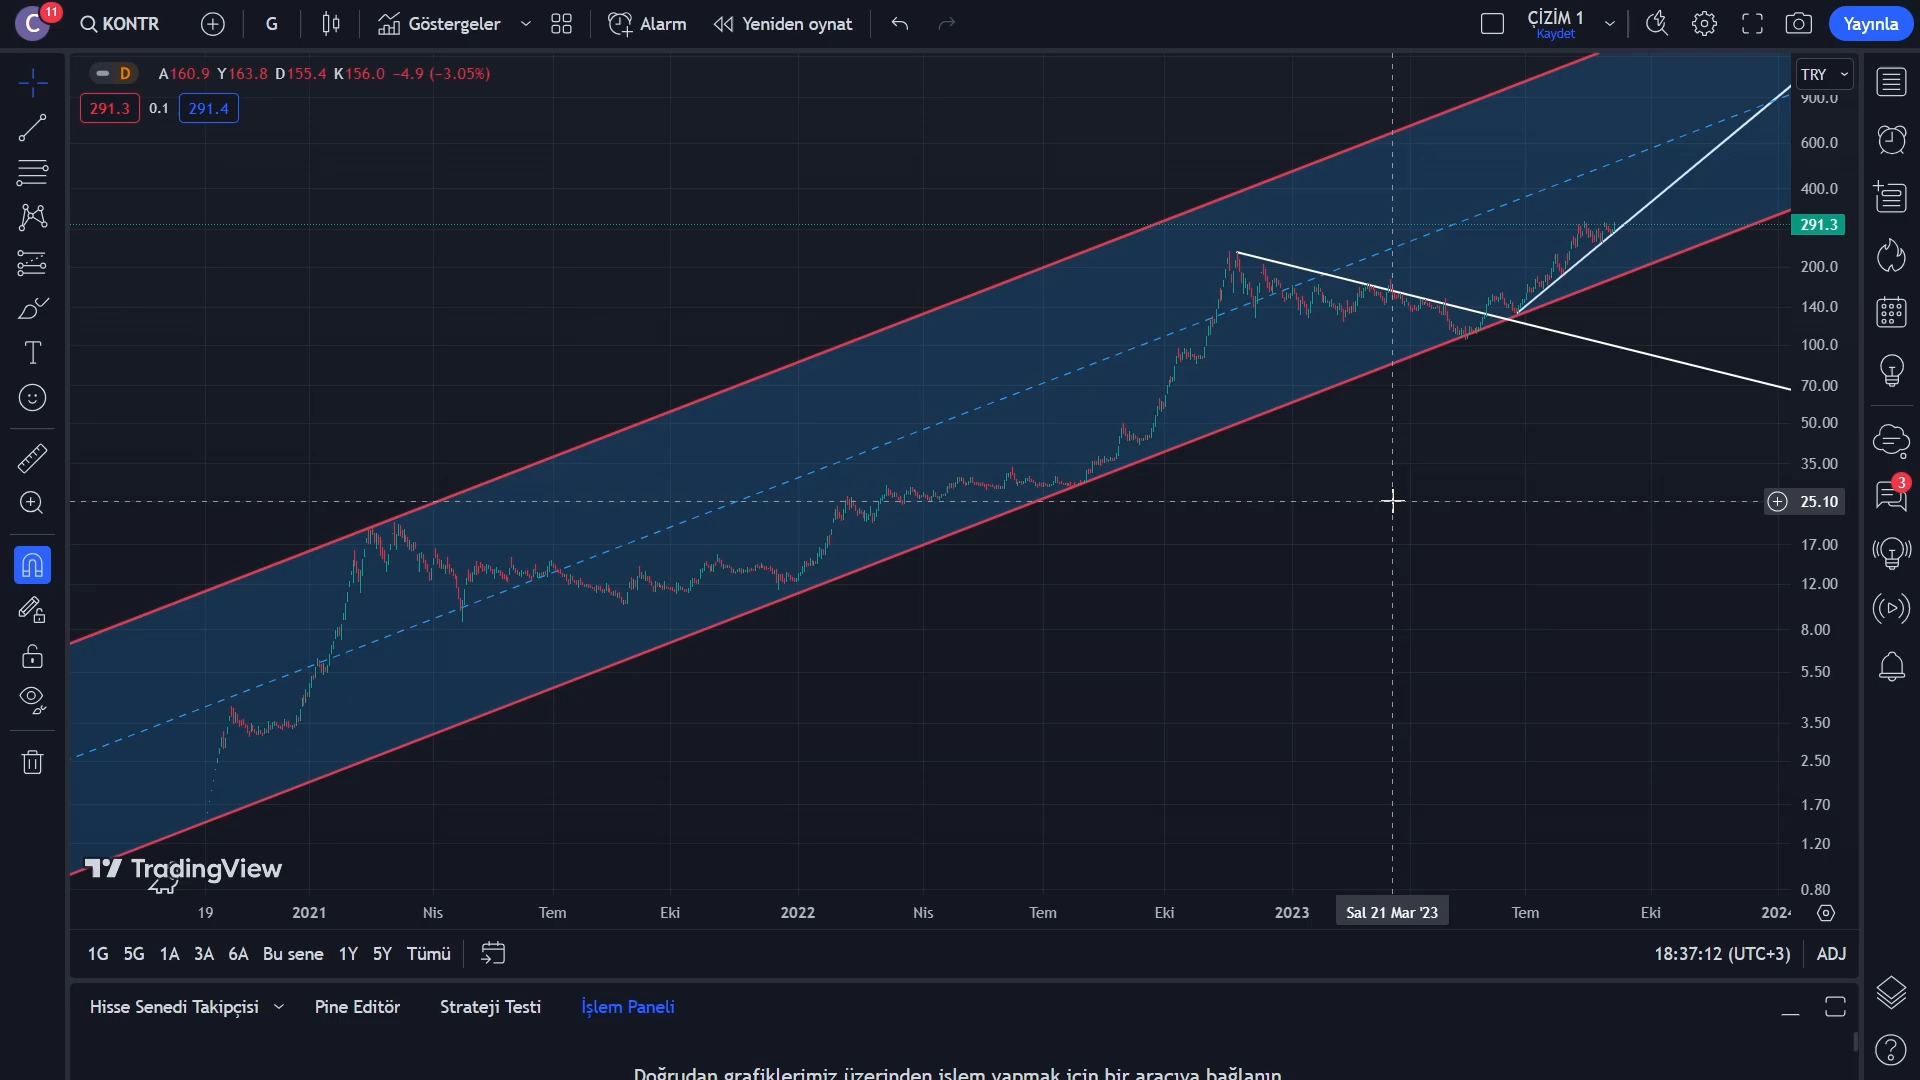 C
11
KONTR
G
Göstergeler
Alarm
Yeniden oynat
ÇİZİM 1
Kaydet
Yayınla
D A160.9 Y163.8 D155.4 K156.0 −4.9 (−3.05%)
291.3 0.1 291.4
TRY
900.0
600.0
400.0
291.3
200.0
140.0
100.0
70.00
50.00
35.00
25.10
17.00
12.00
8.00
5.50
3.50
2.50
1.70
1.20
0.80
3
TradingView
19 2021 Nis Tem Eki 2022 Nis Tem Eki 2023 Sal 21 Mar '23 Tem Eki
1G 5G 1A 3A 6A Bu sene 1Y 5Y Tümü
18:37:12 (UTC+3) ADJ
Hisse Senedi Takipçisi Pine Editör Strateji Testi İşlem Paneli
Doğrudan grafiklerimiz üzerinden işlem yapmak için bir aracıya bağlanın